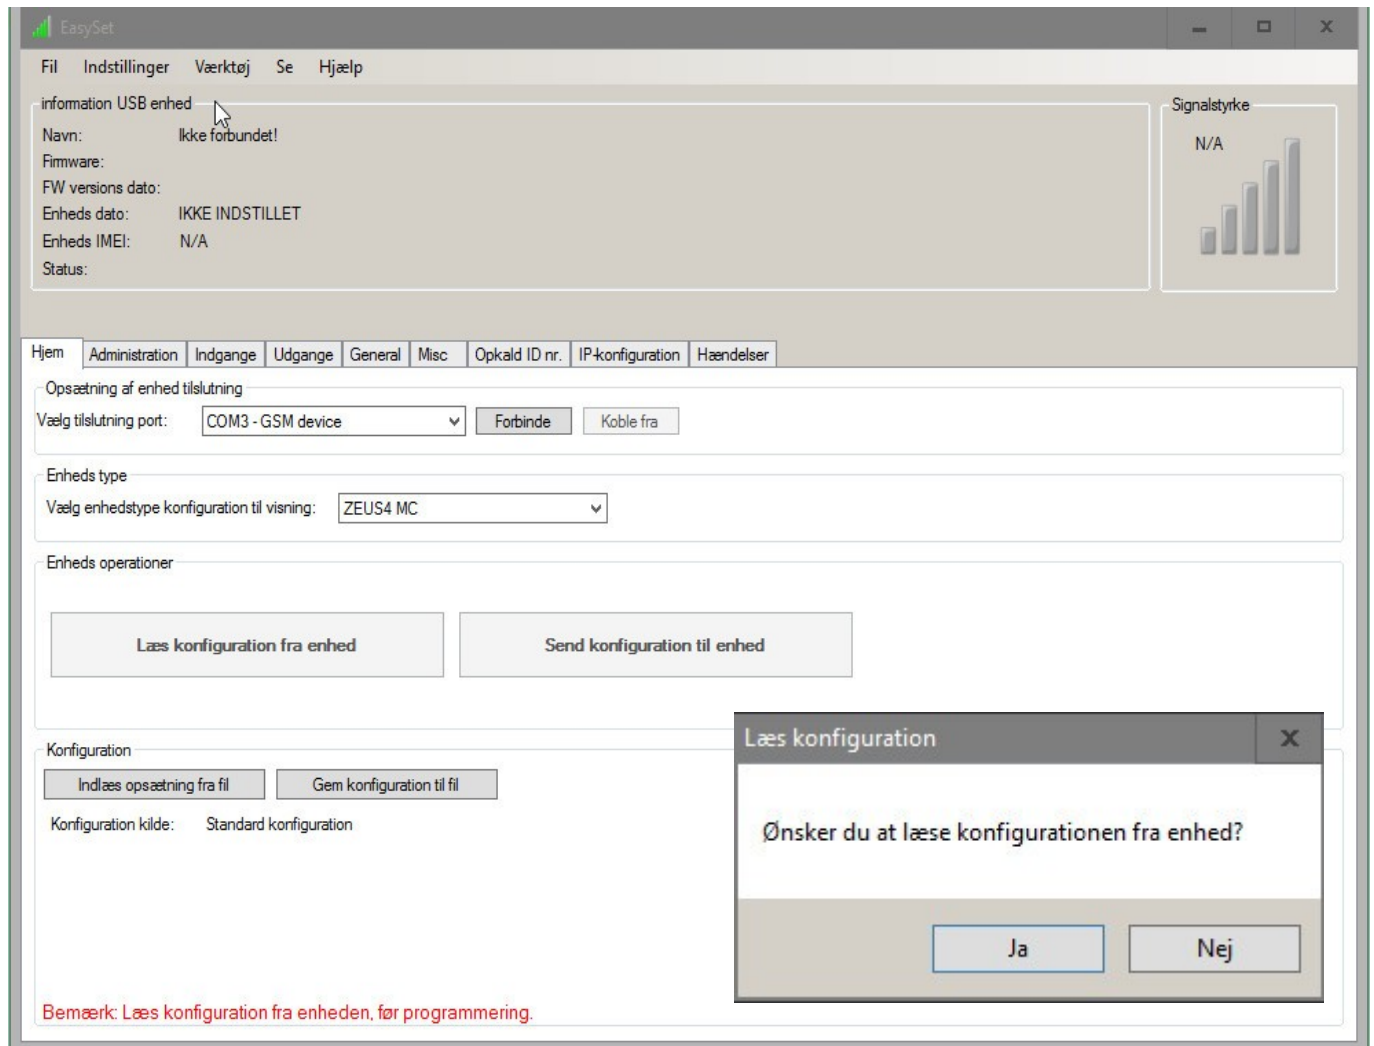 EasySet
Fil Indstillinger Værktøj Se Hjælp
information USB enhed
Navn: Ikke forbundet!
Firmware:
FW versions dato:
Enheds dato: IKKE INDSTILLET
Enheds IMEI: N/A
Status:
Signalstyrke
N/A
Hjem Administration Indgange Udgange General Misc Opkald ID nr. IP-konfiguration Hændelser
Opsætning af enhed tilslutning
Vælg tilslutning port: COM3 - GSM device Forbinde Koble fra
Enheds type
Vælg enhedstype konfiguration til visning: ZEUS4 MC
Enheds operationer
Læs konfiguration fra enhed Send konfiguration til enhed
Konfiguration
Indlæs opsætning fra fil Gem konfiguration til fil
Konfiguration kilde: Standard konfiguration
Bemærk: Læs konfiguration fra enheden, før programmering.
Læs konfiguration
Ønsker du at læse konfigurationen fra enhed?
Ja Nej